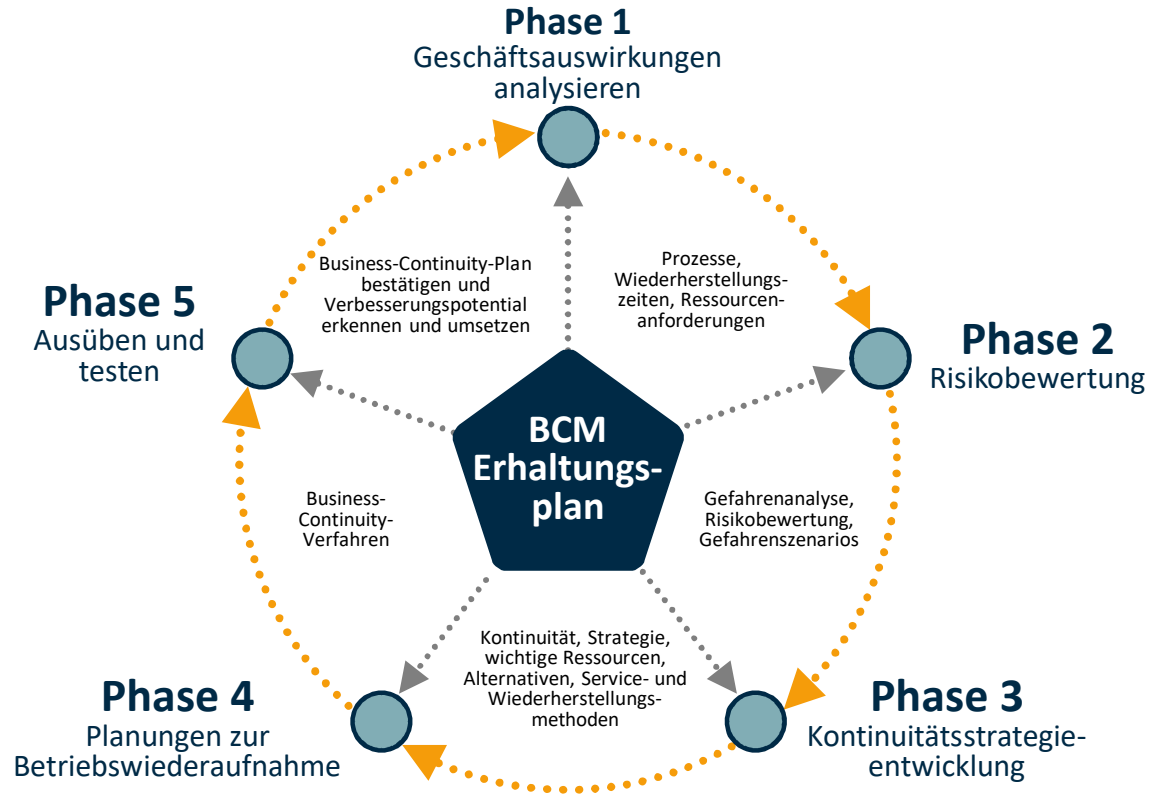 Phase 1
Geschäftsauswirkungen
analysieren
Business-Continuity-Plan
bestätigen und
Verbesserungspotential
erkennen und umsetzen
Prozesse,
Wiederherstellungs-
zeiten, Ressourcen-
anforderungen
Phase 5
Ausüben und
testen
Phase 2
Risikobewertung
BCM
Erhaltungs-
plan
Business-
Continuity-
Verfahren
Gefahrenanalyse,
Risikobewertung,
Gefahrenszenarios
Kontinuität, Strategie,
wichtige Ressourcen,
Alternativen, Service- und
Wiederherstellungs-
methoden
Phase 4
Planungen zur
Betriebswiederaufnahme
Phase 3
Kontinuitätsstrategie-
entwicklung